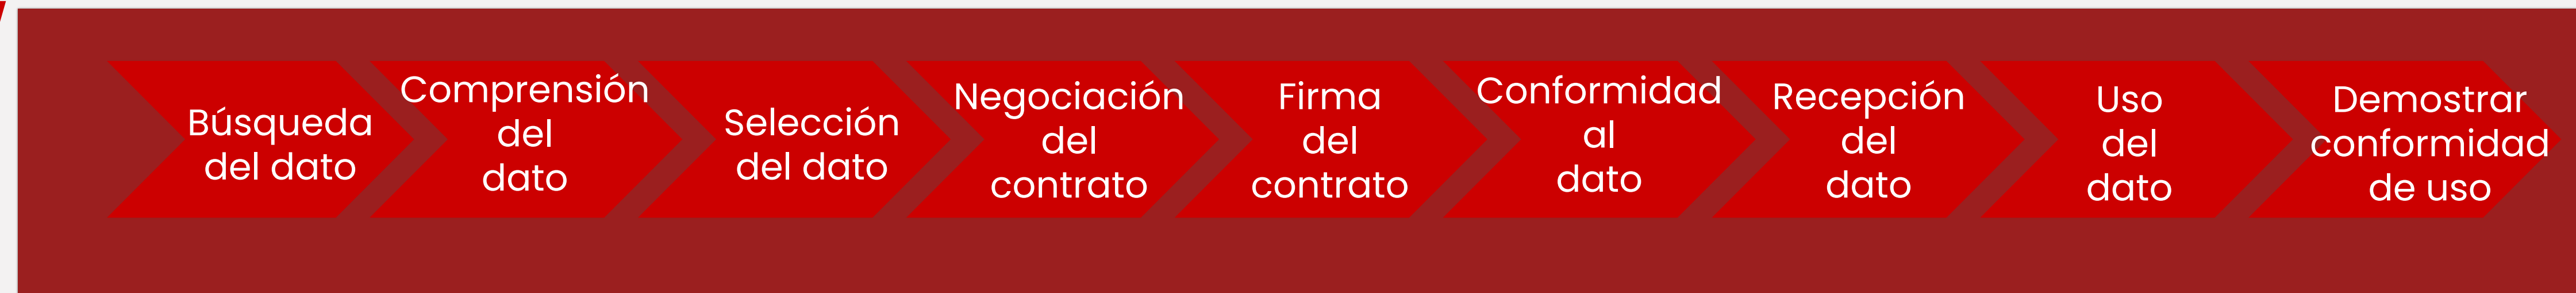 Búsqueda
del dato
Comprensión
del
dato
Selección
del dato
Negociación
del
contrato
Firma
del
contrato
Conformidad
al
dato
Recepción
del
dato
Uso
del
dato
Demostrar
conformidad
de uso